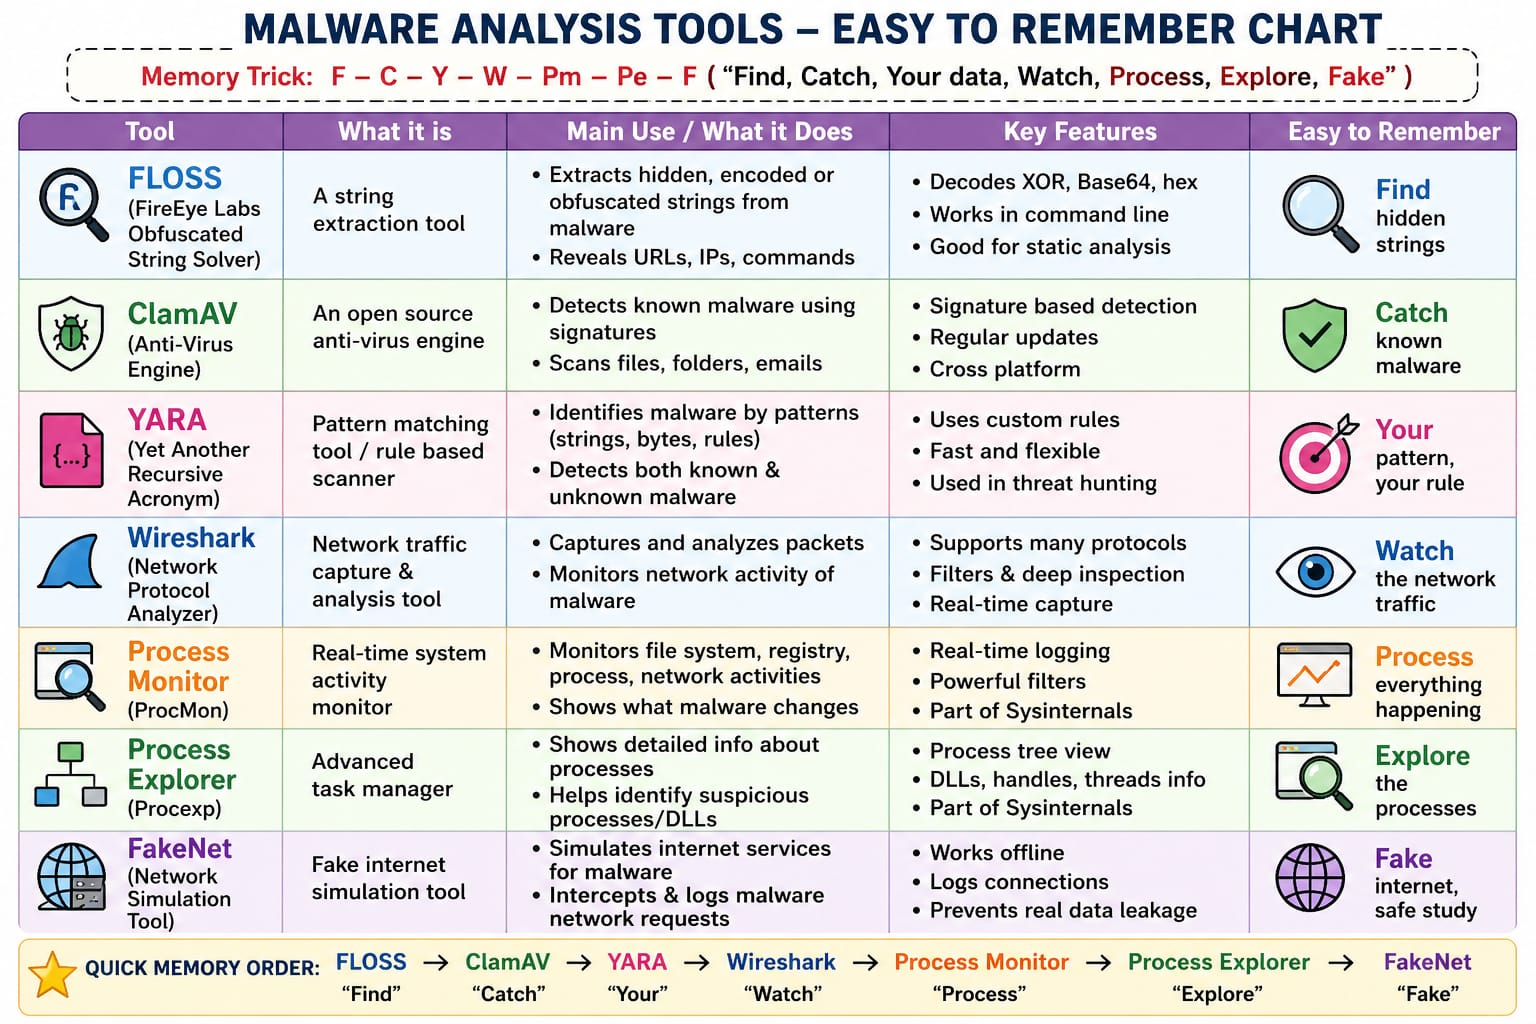 MALWARE ANALYSIS TOOLS – EASY TO REMEMBER CHART
Memory Trick: F – C – Y – W – Pm – Pe – F ( “Find, Catch, Your data, Watch, Process, Explore, Fake” )
Tool
What it is
Main Use / What it Does
Key Features
Easy to Remember
FLOSS
(FireEye Labs
Obfuscated
String Solver)
A string
extraction tool
• Extracts hidden, encoded or
obfuscated strings from
malware
• Reveals URLs, IPs, commands
• Decodes XOR, Base64, hex
• Works in command line
• Good for static analysis
Find
hidden
strings
ClamAV
(Anti-Virus
Engine)
An open source
anti-virus engine
• Detects known malware using
signatures
• Scans files, folders, emails
• Signature based detection
• Regular updates
• Cross platform
Catch
known
malware
{...}
YARA
(Yet Another
Recursive
Acronym)
Pattern matching
tool / rule based
scanner
• Identifies malware by patterns
(strings, bytes, rules)
• Detects both known &
unknown malware
• Uses custom rules
• Fast and flexible
• Used in threat hunting
Your
pattern,
your rule
Wireshark
(Network
Protocol
Analyzer)
Network traffic
capture &
analysis tool
• Captures and analyzes packets
• Monitors network activity of
malware
• Supports many protocols
• Filters & deep inspection
• Real-time capture
Watch
the network
traffic
Process
Monitor
(ProcMon)
Real-time system
activity
monitor
• Monitors file system, registry,
process, network activities
• Shows what malware changes
• Real-time logging
• Powerful filters
• Part of Sysinternals
Process
everything
happening
Process
Explorer
(Procexp)
Advanced
task manager
• Shows detailed info about
processes
• Helps identify suspicious
processes/DLLs
• Process tree view
• DLLs, handles, threads info
• Part of Sysinternals
Explore
the
processes
FakeNet
(Network
Simulation
Tool)
Fake internet
simulation tool
• Simulates internet services
for malware
• Intercepts & logs malware
network requests
• Works offline
• Logs connections
• Prevents real data leakage
Fake
internet,
safe study
QUICK MEMORY ORDER: FLOSS → ClamAV → YARA → Wireshark → Process Monitor → Process Explorer → FakeNet
“Find” “Catch” “Your” “Watch” “Process” “Explore” “Fake”